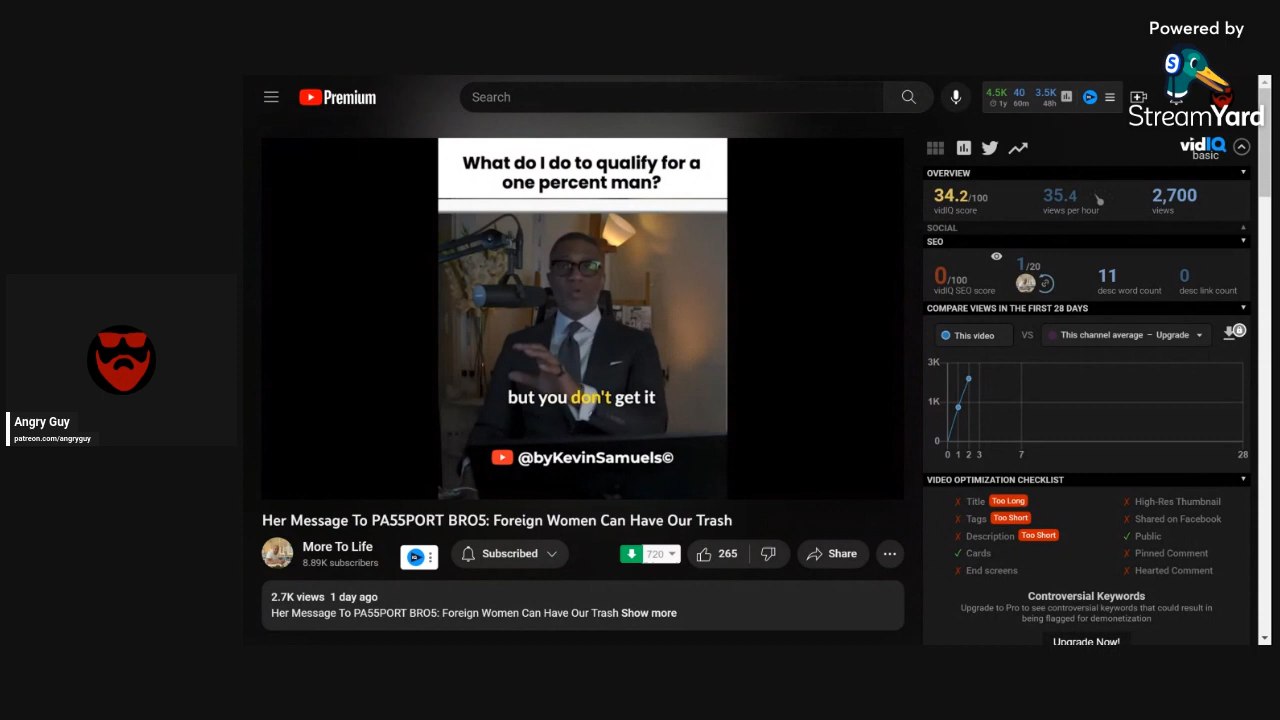 Powered by
StreamYard
Premium
Search
4.5K 40 3.5K
1y 60m 48h
What do I do to qualify for a
one percent man?
but you don't get it
@byKevinSamuels©
Angry Guy
patreon.com/angryguy
Her Message To PA55PORT BRO5: Foreign Women Can Have Our Trash
More To Life
8.89K subscribers
Subscribed
720
265
Share
2.7K views 1 day ago
Her Message To PA55PORT BRO5: Foreign Women Can Have Our Trash Show more
vidIQ
basic
OVERVIEW
34.2/100
vidIQ score
35.4
views per hour
2,700
views
SOCIAL
SEO
0/100
vidIQ SEO score
1/20
11
desc word count
0
desc link count
COMPARE VIEWS IN THE FIRST 28 DAYS
This video
VS
This channel average - Upgrade
3K
1K
0
0 1 2 3 7 28
VIDEO OPTIMIZATION CHECKLIST
✗ Title Too Long
✗ Tags Too Short
✗ Description Too Short
✓ Cards
✗ End screens
✗ High-Res Thumbnail
✗ Shared on Facebook
✓ Public
✗ Pinned Comment
✗ Hearted Comment
Controversial Keywords
Upgrade to Pro to see controversial keywords that could result in
being flagged for demonetization
Upgrade Now!